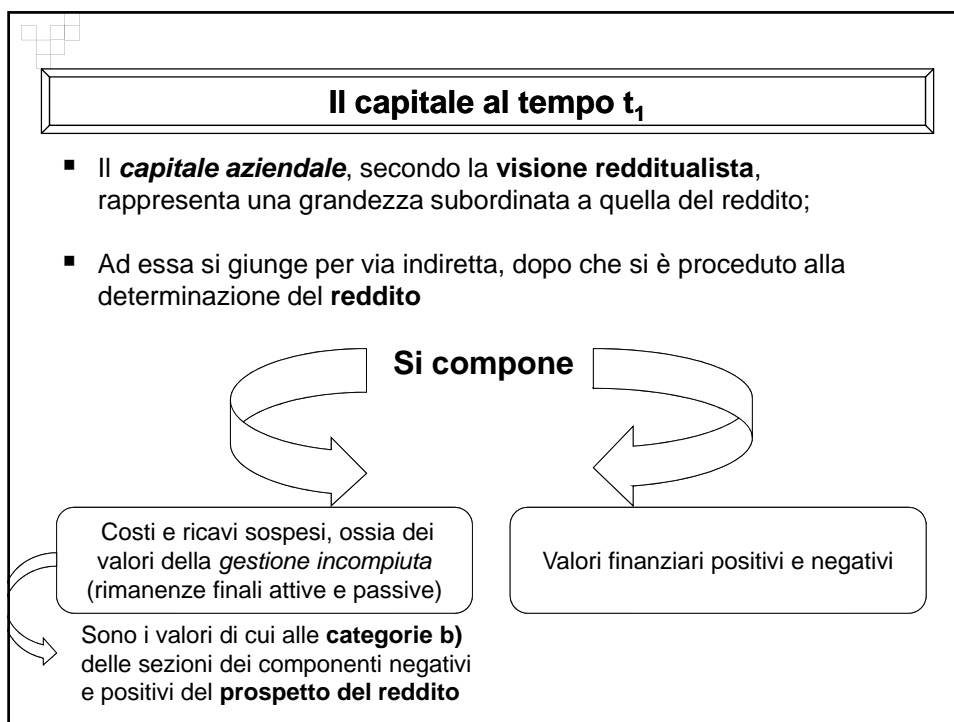 Il capitale al tempo t₁
▪ Il capitale aziendale, secondo la visione redditualista,
rappresenta una grandezza subordinata a quella del reddito;
▪ Ad essa si giunge per via indiretta, dopo che si è proceduto alla
determinazione del reddito
Si compone
Costi e ricavi sospesi, ossia dei
valori della gestione incompiuta
(rimanenze finali attive e passive)
Valori finanziari positivi e negativi
Sono i valori di cui alle categorie b)
delle sezioni dei componenti negativi
e positivi del prospetto del reddito